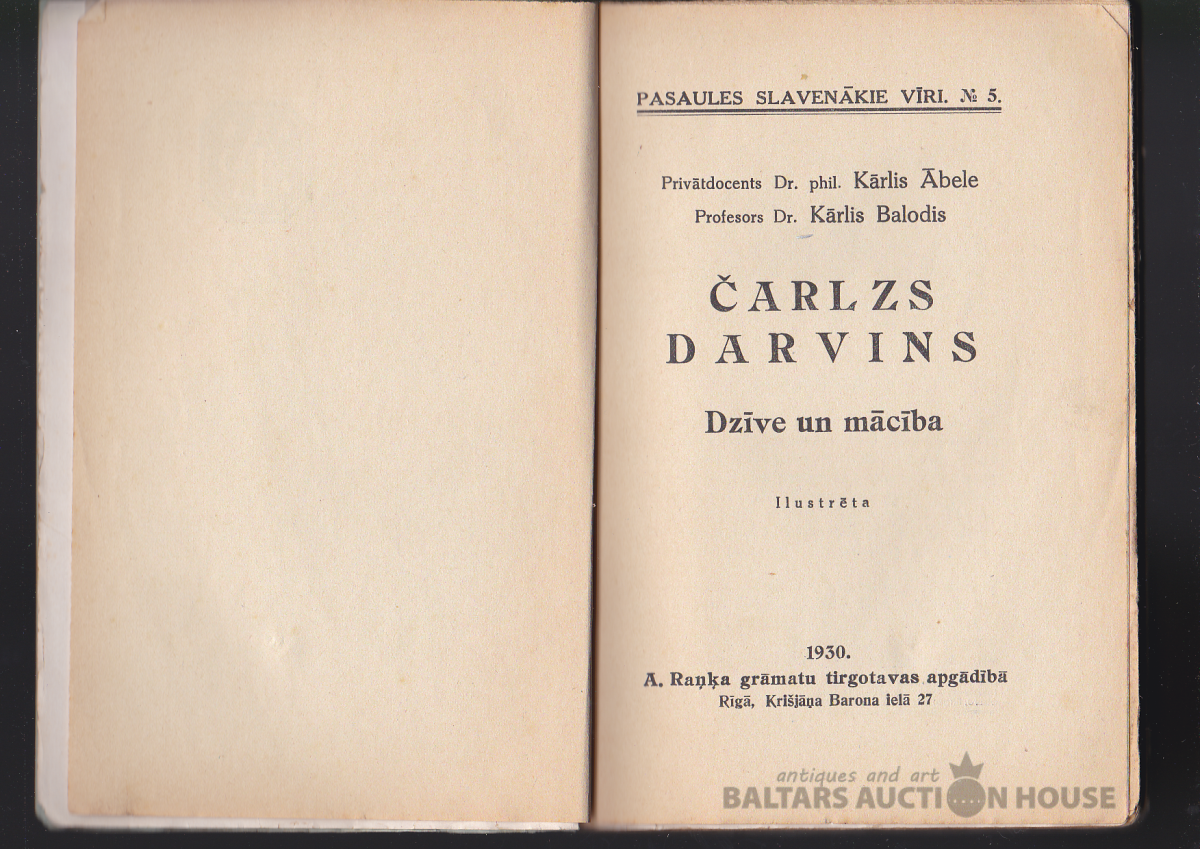 PASAULES SLAVENĀKIE VĪRI. № 5.
Privātdocents Dr. phil. Kārlis Ābele
Profesors Dr. Kārlis Balodis
ČARLZS
DARVINS
Dzīve un mācība
Ilustrēta
1930.
A. Raņķa grāmatu tirgotavas apgādībā
Rīgā, Krišjāņa Barona ielā 27
antiques and art
BALTARS AUCTION HOUSE